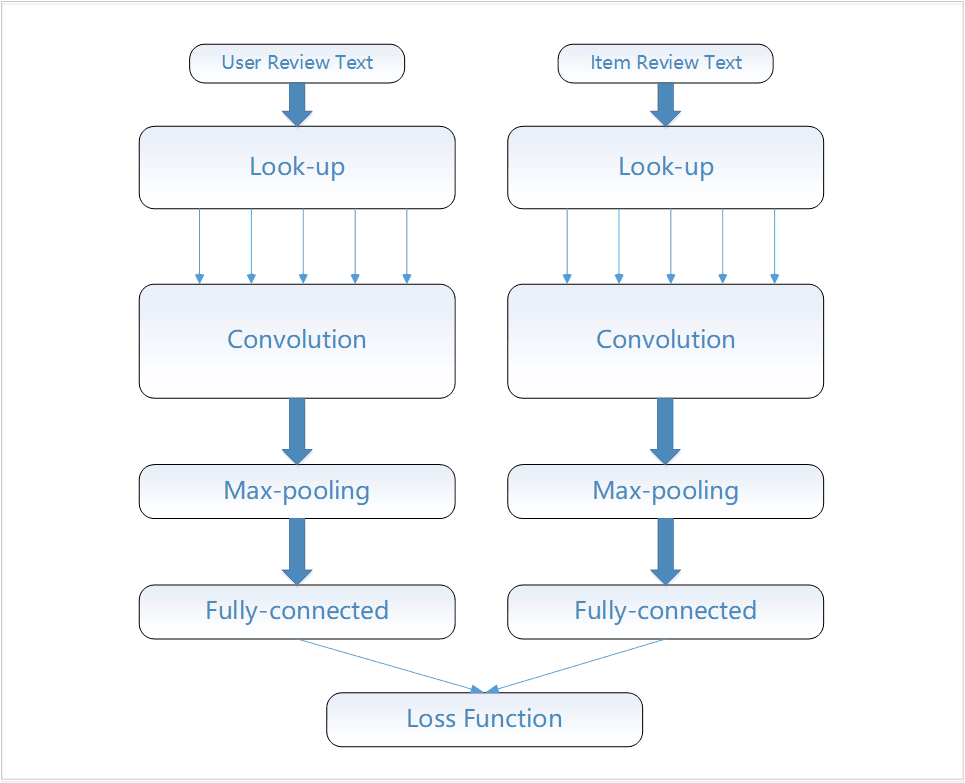 User Review Text
Item Review Text
Look-up
Look-up
Convolution
Convolution
Max-pooling
Max-pooling
Fully-connected
Fully-connected
Loss Function